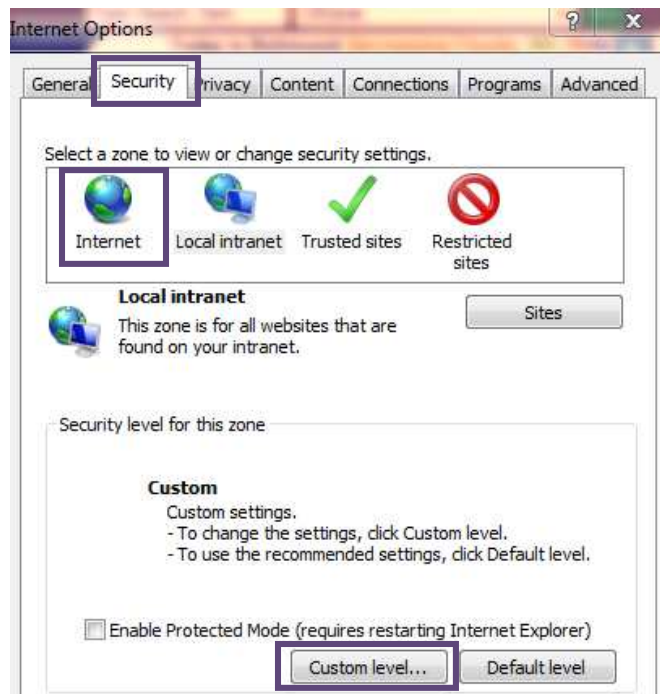 Internet Options
General Security Privacy Content Connections Programs Advanced
Select a zone to view or change security settings.
Internet Local intranet Trusted sites Restricted sites
Local intranet
This zone is for all websites that are
found on your intranet.
Sites
Security level for this zone
Custom
Custom settings.
- To change the settings, click Custom level.
- To use the recommended settings, click Default level.
Enable Protected Mode (requires restarting Internet Explorer)
Custom level... Default level